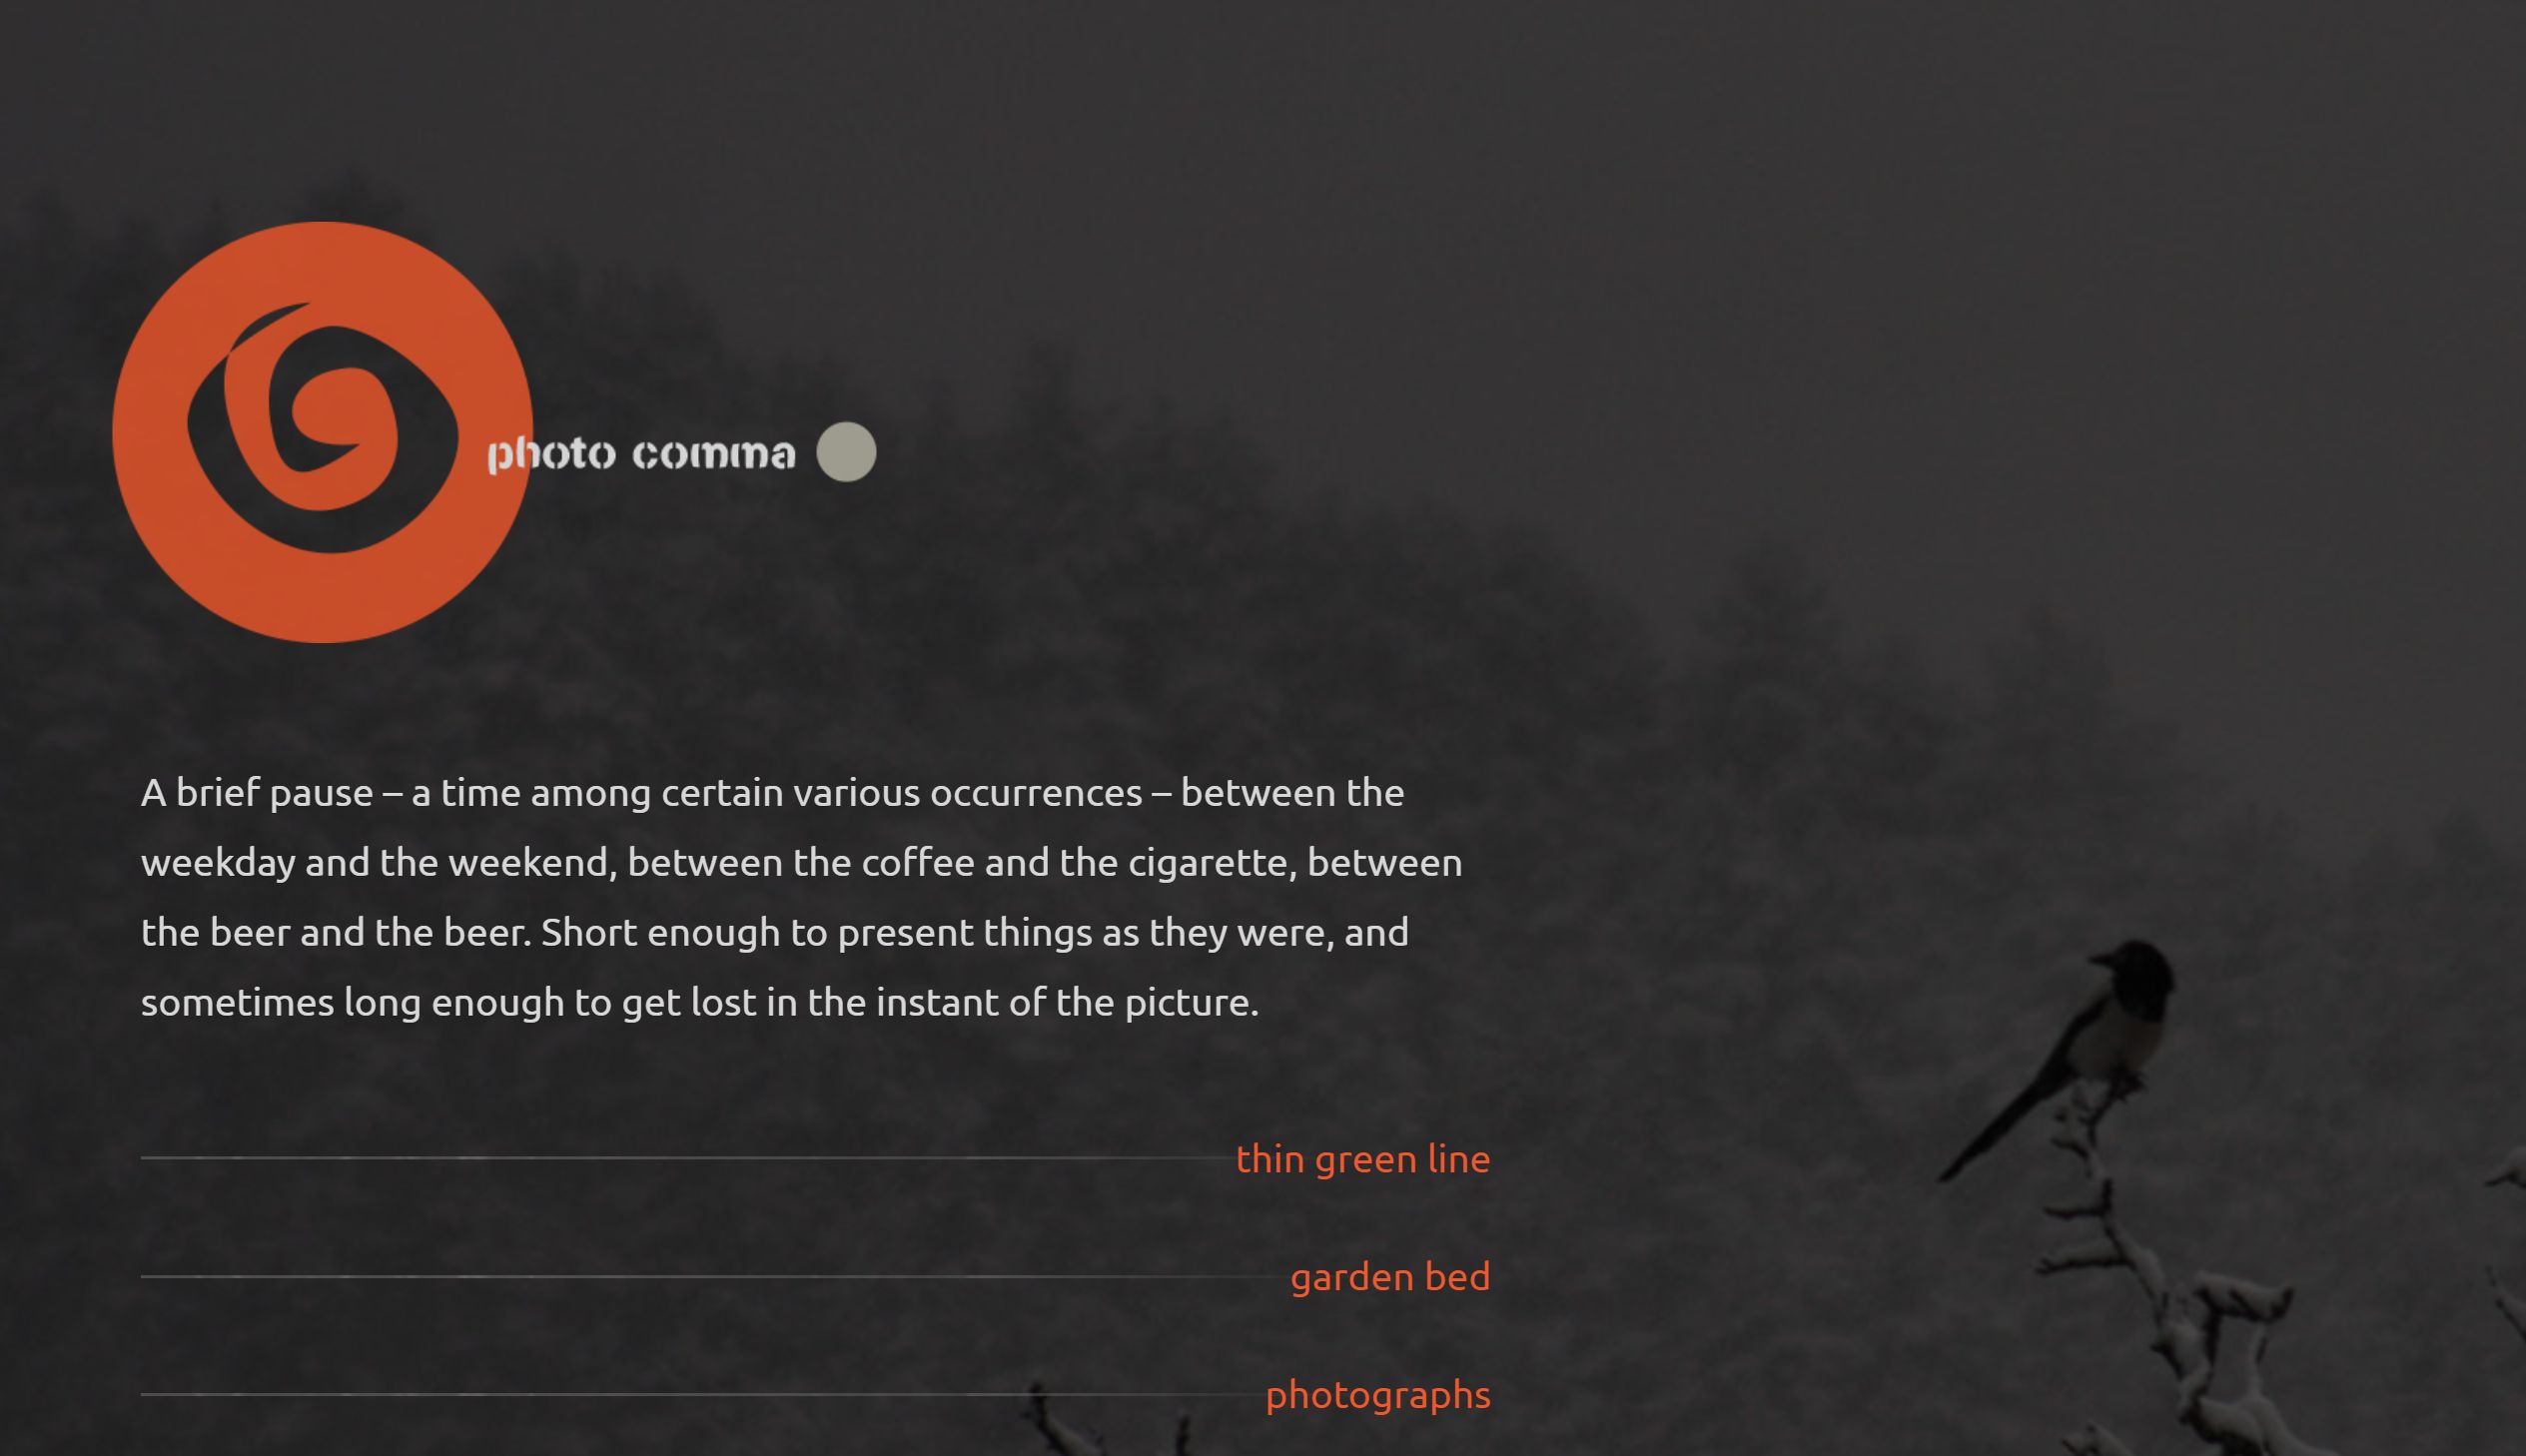 photo comma
A brief pause – a time among certain various occurrences – between the
weekday and the weekend, between the coffee and the cigarette, between
the beer and the beer. Short enough to present things as they were, and
sometimes long enough to get lost in the instant of the picture.
thin green line
garden bed
photographs